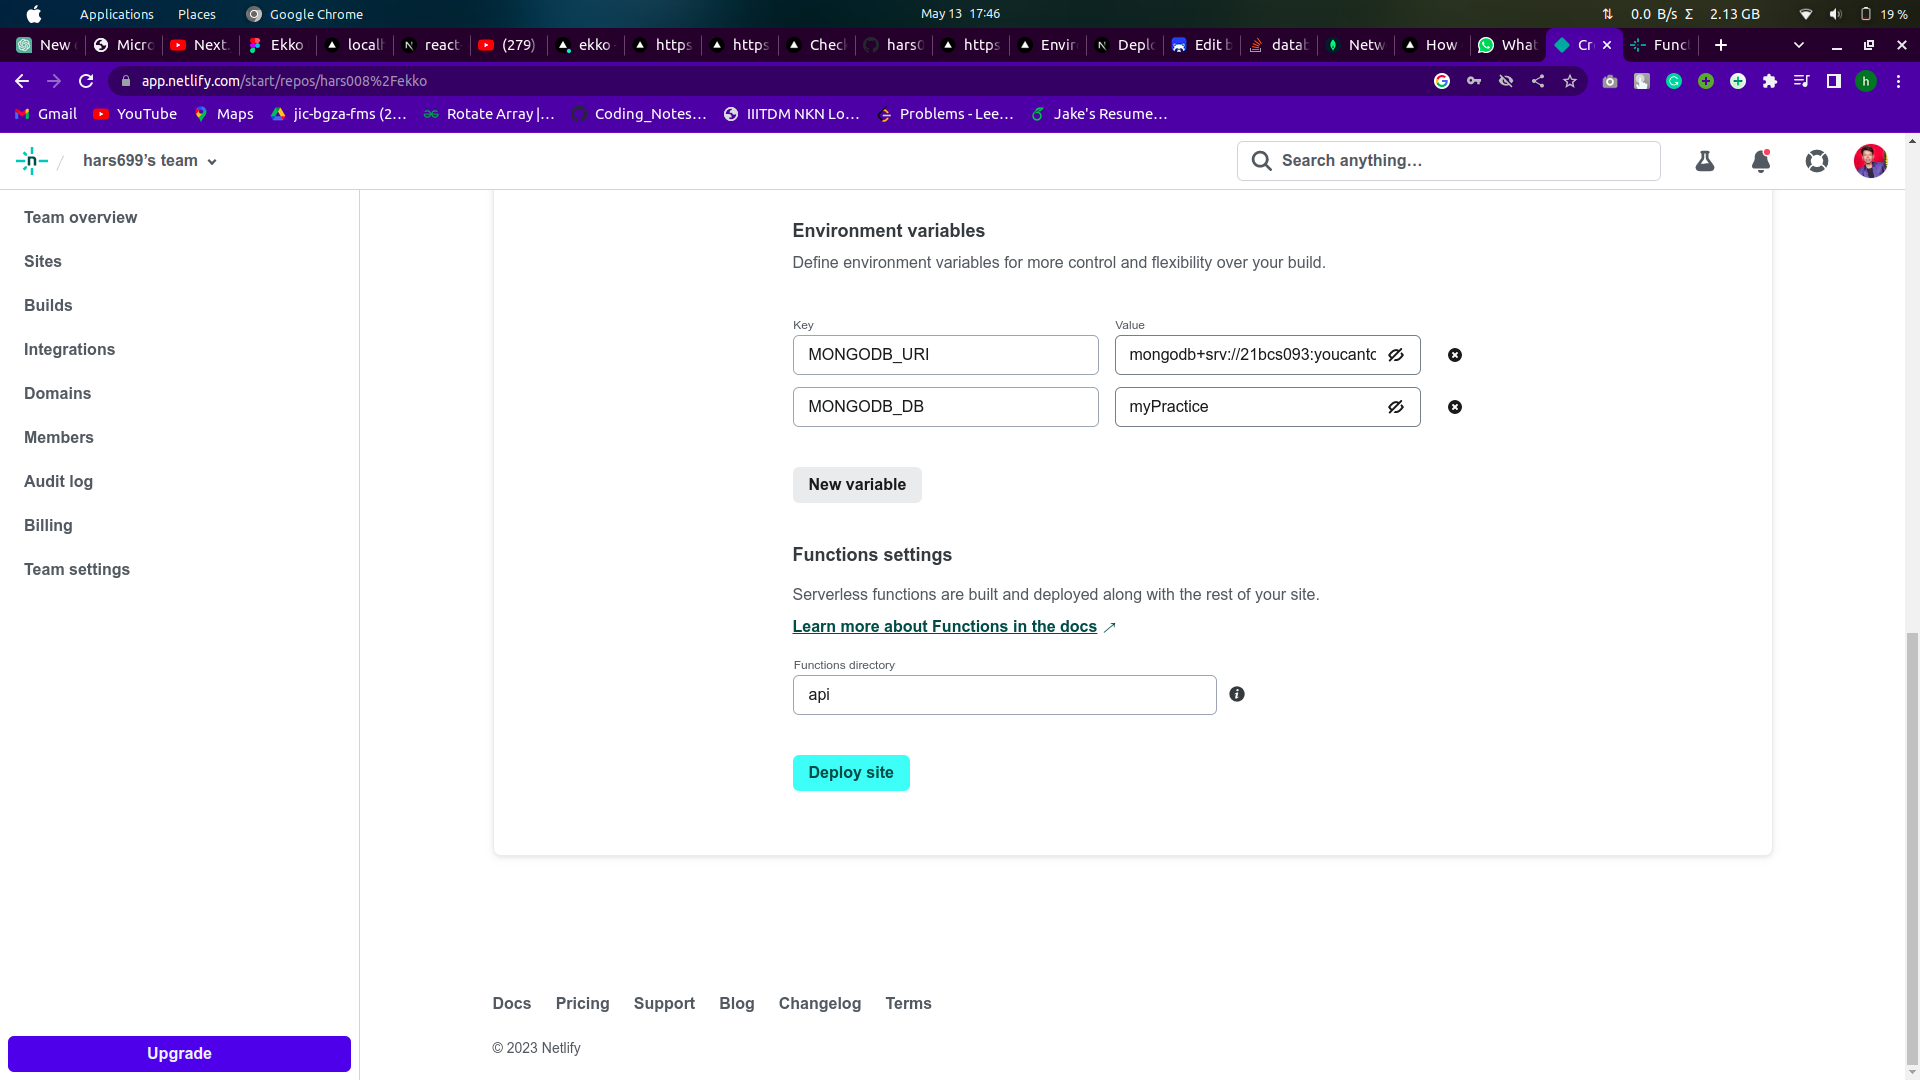 Applications Places Google Chrome May 13 17:46 0.0 B/s Σ 2.13 GB 19 %
New Micro Next. Ekko local react (279) ekko https https Chec hars0 https Envir Deplo Edit b datab Netw How What Cr Funct
app.netlify.com/start/repos/hars008%2Fekko h
Gmail YouTube Maps jic-bgza-fms (2... Rotate Array |... Coding_Notes... IIITDM NKN Lo... Problems - Lee... Jake's Resume...
hars699's team Search anything...
Team overview
Sites
Builds
Integrations
Domains
Members
Audit log
Billing
Team settings
Upgrade
Environment variables
Define environment variables for more control and flexibility over your build.
Key Value
MONGODB_URI mongodb+srv://21bcs093:youcantc
MONGODB_DB myPractice
New variable
Functions settings
Serverless functions are built and deployed along with the rest of your site.
Learn more about Functions in the docs
Functions directory
api
Deploy site
Docs Pricing Support Blog Changelog Terms
© 2023 Netlify